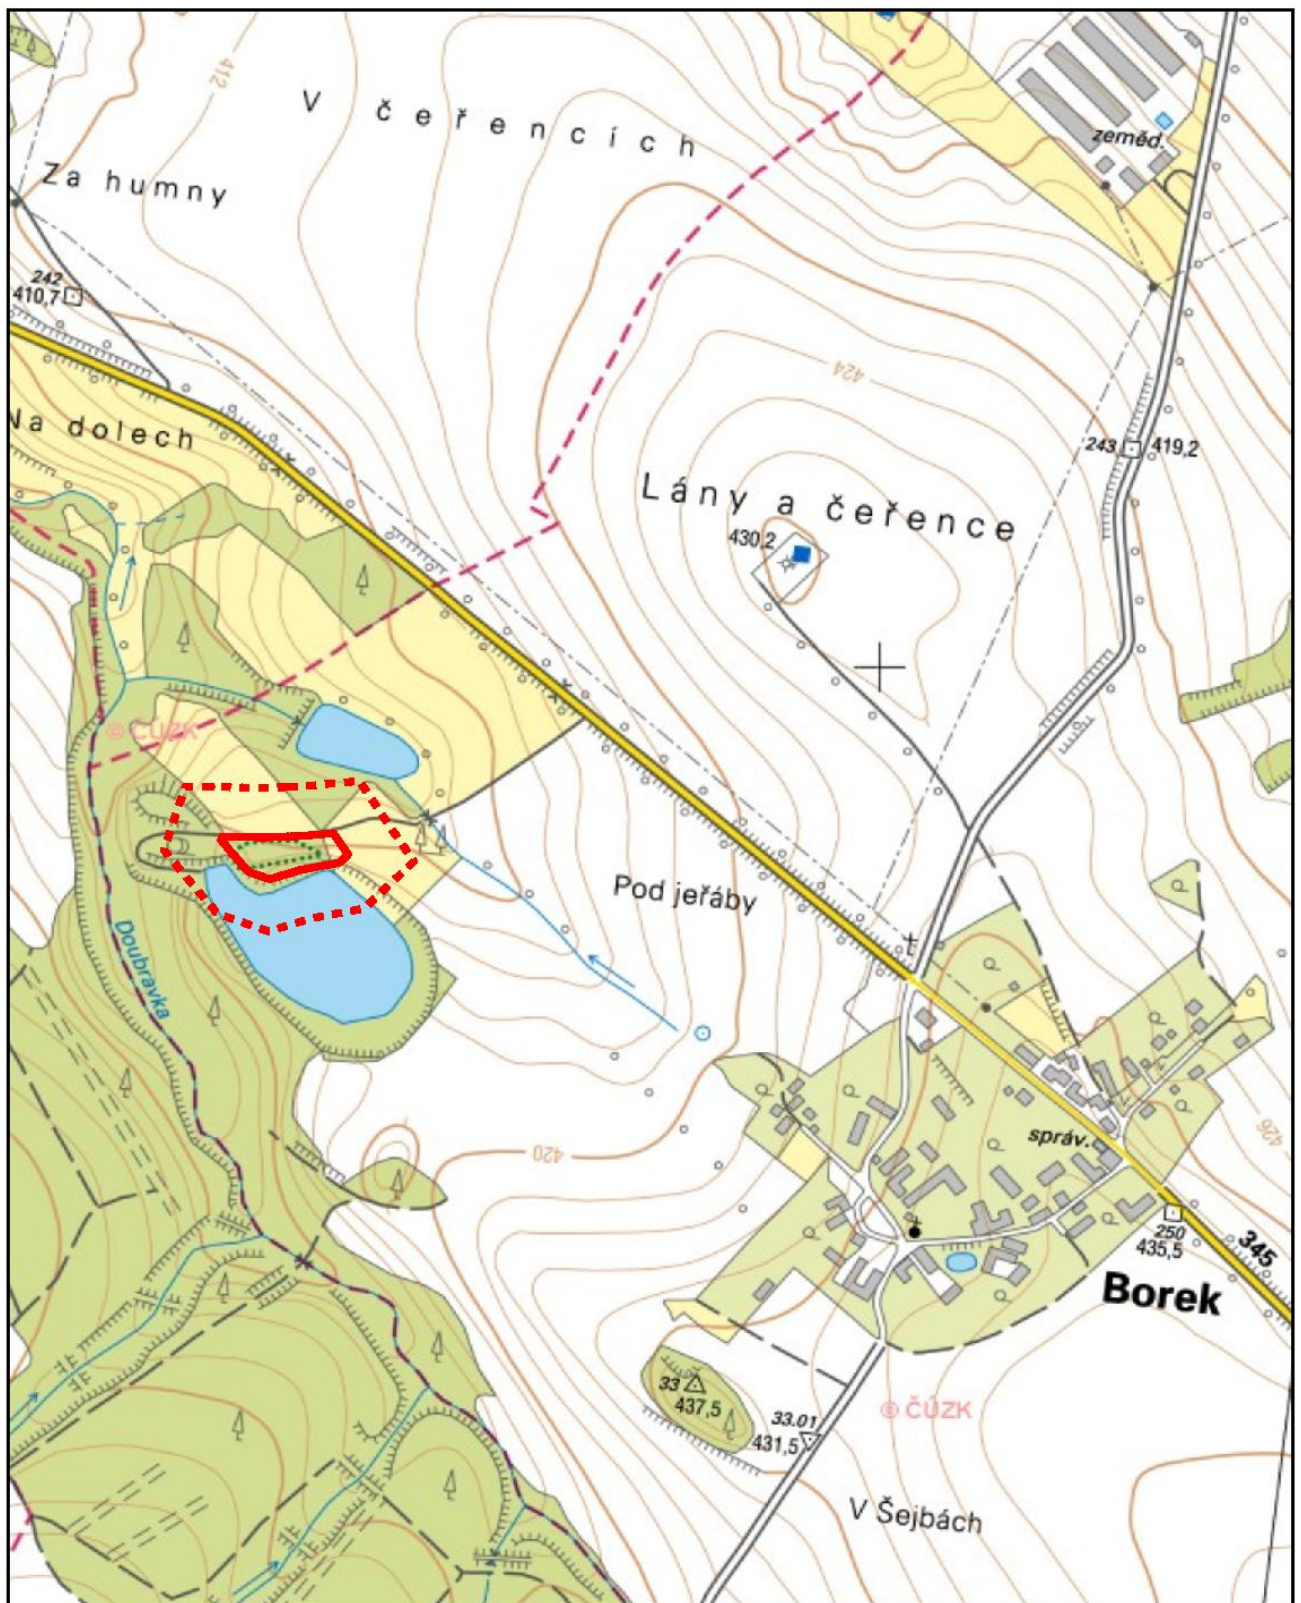 412
V čeřencích
zeměd.
Za humny
242
410,7
424
Na dolech
243 419,2
Lány a čeřence
430,2
© ČÚZK
Pod jeřáby
Doubravka
420
426
správ.
250
435,5
345
Borek
33
437,5
33.01
431,5
© ČÚZK
V Šejbách